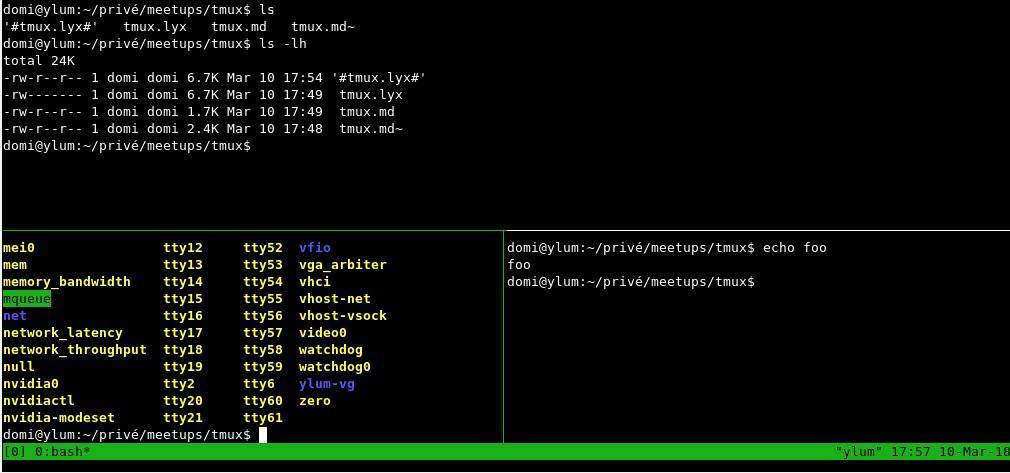 domi@ylum:~/privé/meetups/tmux$ ls
'#tmux.lyx#'   tmux.lyx   tmux.md   tmux.md~
domi@ylum:~/privé/meetups/tmux$ ls -lh
total 24K
-rw-r--r-- 1 domi domi 6.7K Mar 10 17:54 '#tmux.lyx#'
-rw------- 1 domi domi 6.7K Mar 10 17:49  tmux.lyx
-rw-r--r-- 1 domi domi 1.7K Mar 10 17:49  tmux.md
-rw-r--r-- 1 domi domi 2.4K Mar 10 17:48  tmux.md~
domi@ylum:~/privé/meetups/tmux$
mei0                tty12     tty52  vfio
mem                 tty13     tty53  vga_arbiter
memory_bandwidth    tty14     tty54  vhci
mqueue              tty15     tty55  vhost-net
net                 tty16     tty56  vhost-vsock
network_latency     tty17     tty57  video0
network_throughput  tty18     tty58  watchdog
null                tty19     tty59  watchdog0
nvidia0             tty2      tty6   ylum-vg
nvidiactl           tty20     tty60  zero
nvidia-modeset      tty21     tty61
domi@ylum:~/privé/meetups/tmux$
domi@ylum:~/privé/meetups/tmux$ echo foo
foo
domi@ylum:~/privé/meetups/tmux$
[0] 0:bash* "ylum" 17:57 10-Mar-18